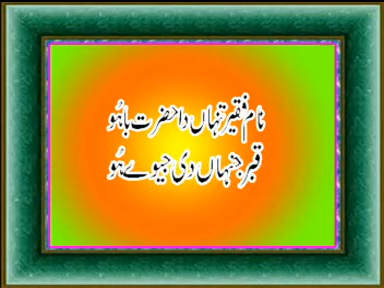 نام فقیر تنہاں دا حضرت باہُو
قبر جنہاں دی جیوے ہُو